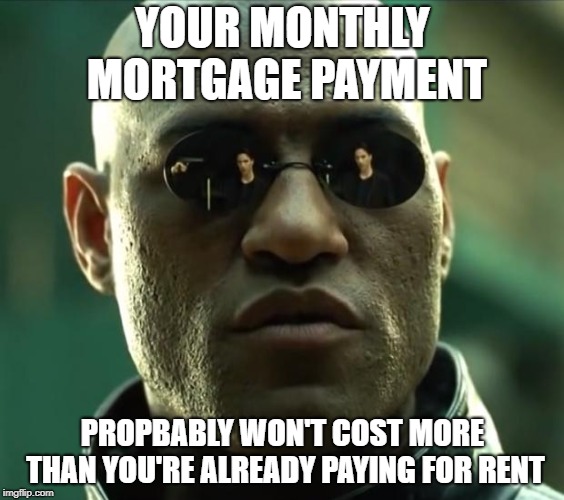 YOUR MONTHLY
MORTGAGE PAYMENT
PROPBABLY WON'T COST MORE
THAN YOU'RE ALREADY PAYING FOR RENT
imgflip.com